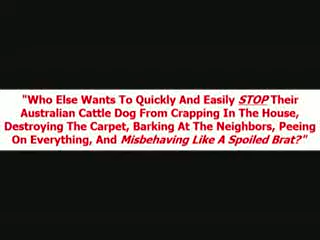 "Who Else Wants To Quickly And Easily STOP Their
Australian Cattle Dog From Crapping In The House,
Destroying The Carpet, Barking At The Neighbors, Peeing
On Everything, And Misbehaving Like A Spoiled Brat?"